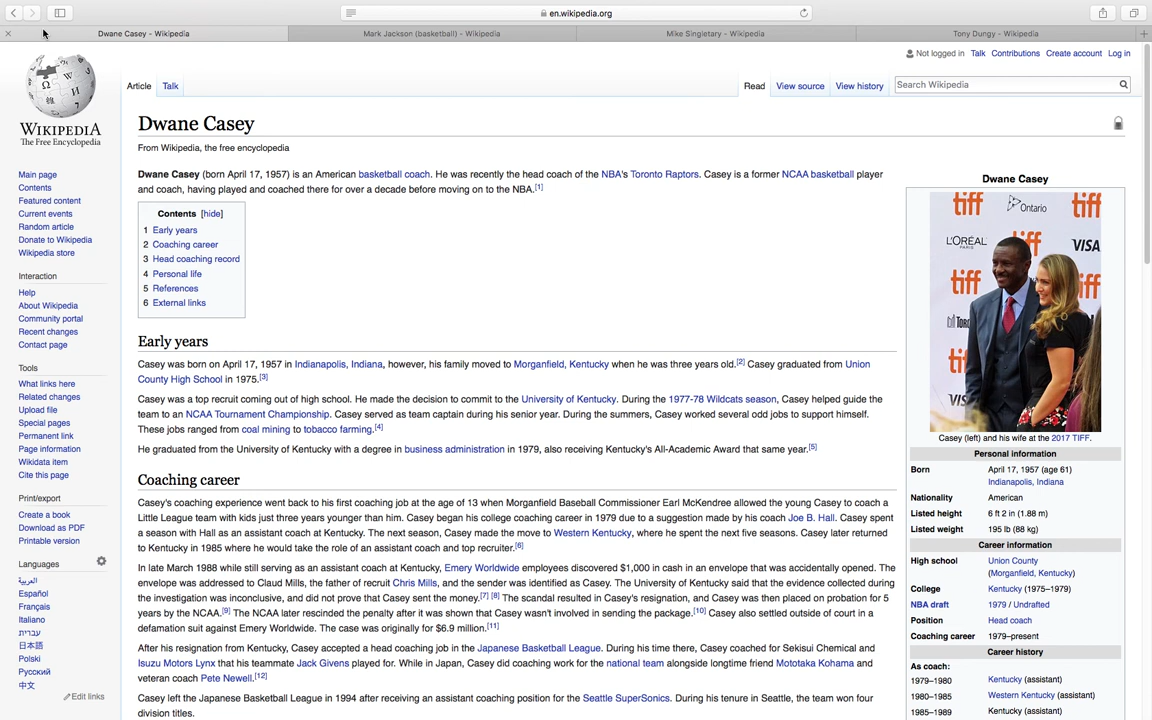 en.wikipedia.org
Dwane Casey - Wikipedia
Mark Jackson (basketball) - Wikipedia
Mike Singletary - Wikipedia
Tony Dungy - Wikipedia
Not logged in Talk Contributions Create account Log in
Article Talk
Read View source View history
Search Wikipedia
WIKIPEDIA
The Free Encyclopedia
Main page
Contents
Featured content
Current events
Random article
Donate to Wikipedia
Wikipedia store
Interaction
Help
About Wikipedia
Community portal
Recent changes
Contact page
Tools
What links here
Related changes
Upload file
Special pages
Permanent link
Page information
Wikidata item
Cite this page
Print/export
Create a book
Download as PDF
Printable version
Languages
العربية
Español
Français
Italiano
עברית
日本語
Polski
Русский
中文
Edit links
Dwane Casey
From Wikipedia, the free encyclopedia
Dwane Casey (born April 17, 1957) is an American basketball coach. He was recently the head coach of the NBA's Toronto Raptors. Casey is a former NCAA basketball player
and coach, having played and coached there for over a decade before moving on to the NBA.[1]
Contents [hide]
1 Early years
2 Coaching career
3 Head coaching record
4 Personal life
5 References
6 External links
Early years
Casey was born on April 17, 1957 in Indianapolis, Indiana, however, his family moved to Morganfield, Kentucky when he was three years old.[2] Casey graduated from Union
County High School in 1975.[3]
Casey was a top recruit coming out of high school. He made the decision to commit to the University of Kentucky. During the 1977-78 Wildcats season, Casey helped guide the
team to an NCAA Tournament Championship. Casey served as team captain during his senior year. During the summers, Casey worked several odd jobs to support himself.
These jobs ranged from coal mining to tobacco farming.[4]
He graduated from the University of Kentucky with a degree in business administration in 1979, also receiving Kentucky's All-Academic Award that same year.[5]
Coaching career
Casey's coaching experience went back to his first coaching job at the age of 13 when Morganfield Baseball Commissioner Earl McKendree allowed the young Casey to coach a
Little League team with kids just three years younger than him. Casey began his college coaching career in 1979 due to a suggestion made by his coach Joe B. Hall. Casey spent
a season with Hall as an assistant coach at Kentucky. The next season, Casey made the move to Western Kentucky, where he spent the next five seasons. Casey later returned
to Kentucky in 1985 where he would take the role of an assistant coach and top recruiter.[6]
In late March 1988 while still serving as an assistant coach at Kentucky, Emery Worldwide employees discovered $1,000 in cash in an envelope that was accidentally opened. The
envelope was addressed to Claud Mills, the father of recruit Chris Mills, and the sender was identified as Casey. The University of Kentucky said that the evidence collected during
the investigation was inconclusive, and did not prove that Casey sent the money.[7] [8] The scandal resulted in Casey's resignation, and Casey was then placed on probation for 5
years by the NCAA.[9] The NCAA later rescinded the penalty after it was shown that Casey wasn't involved in sending the package.[10] Casey also settled outside of court in a
defamation suit against Emery Worldwide. The case was originally for $6.9 million.[11]
After his resignation from Kentucky, Casey accepted a head coaching job in the Japanese Basketball League. During his time there, Casey coached for Sekisui Chemical and
Isuzu Motors Lynx that his teammate Jack Givens played for. While in Japan, Casey did coaching work for the national team alongside longtime friend Mototaka Kohama and
veteran coach Pete Newell.[12]
Casey left the Japanese Basketball League in 1994 after receiving an assistant coaching position for the Seattle SuperSonics. During his tenure in Seattle, the team won four
division titles.
Dwane Casey
tiff Ontario tiff
L'ORÉAL
PARIS
tiff
VISA
tiff
tiff
Casey (left) and his wife at the 2017 TIFF.
Personal information
Born April 17, 1957 (age 61)
Indianapolis, Indiana
Nationality American
Listed height 6 ft 2 in (1.88 m)
Listed weight 195 lb (88 kg)
Career information
High school Union County
(Morganfield, Kentucky)
College Kentucky (1975–1979)
NBA draft 1979 / Undrafted
Position Head coach
Coaching career 1979–present
Career history
As coach:
1979–1980 Kentucky (assistant)
1980–1985 Western Kentucky (assistant)
1985–1989 Kentucky (assistant)